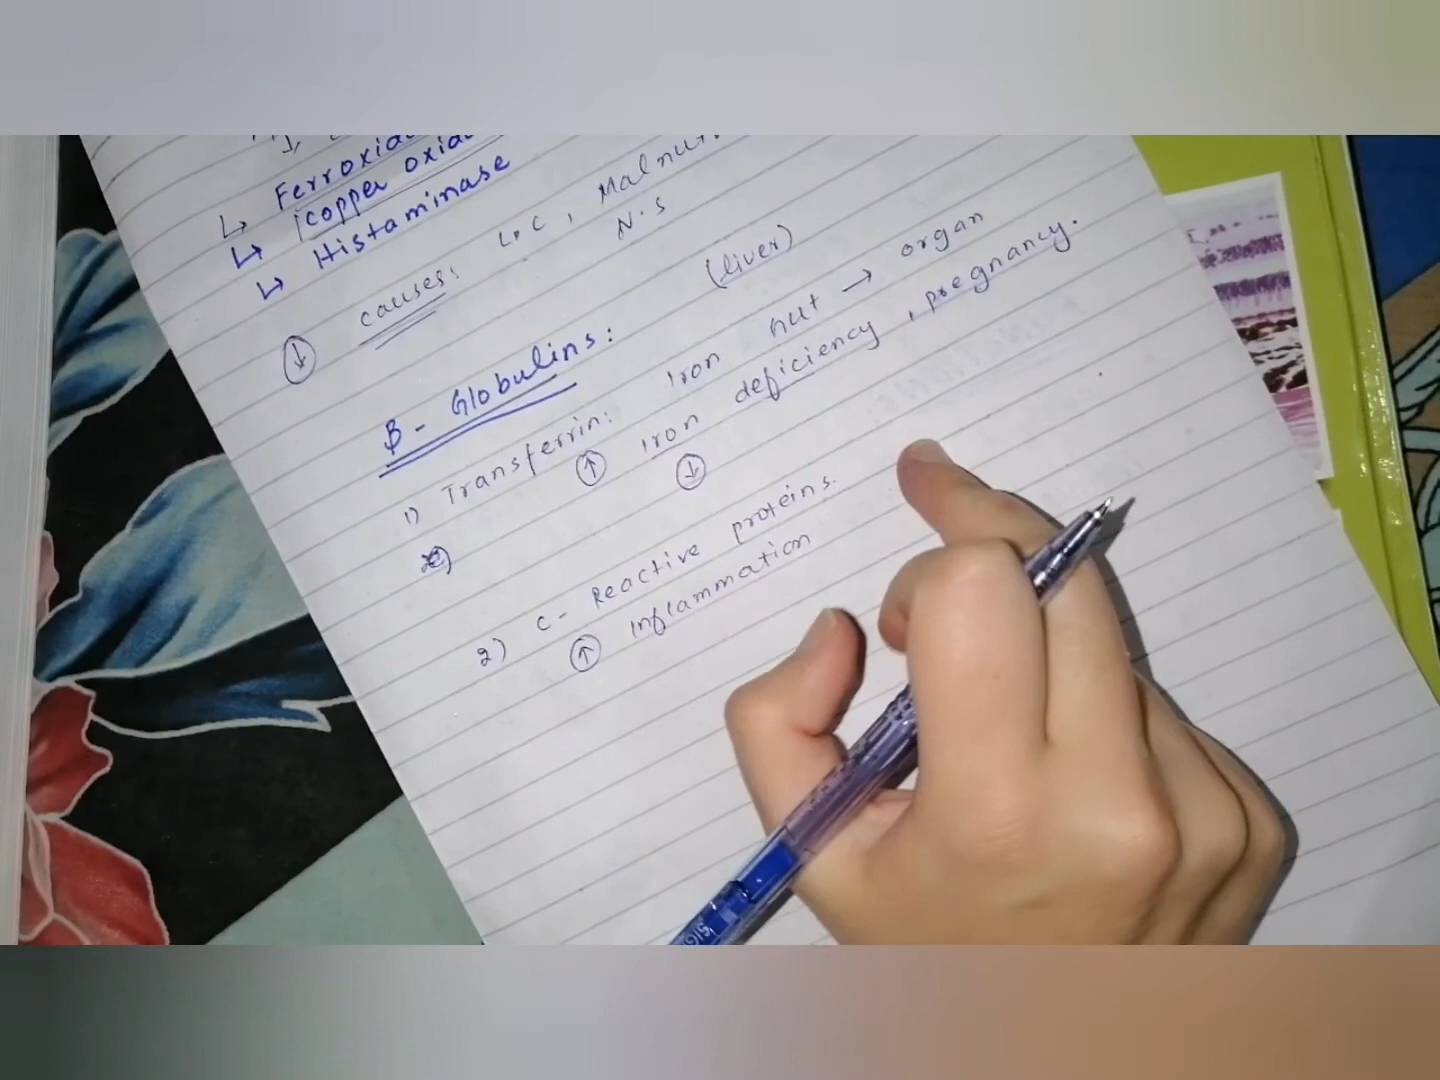 ↳ Ferroxida
↳ copper oxida
↳ Histaminase
↓ causes: L.C, Malnut.
N.S
β- Globulins: (liver)
1) Transferrin: Iron nut → organ
↑ Iron deficiency, pregnancy.
↓
2) C- Reactive proteins.
↑ Inflammation